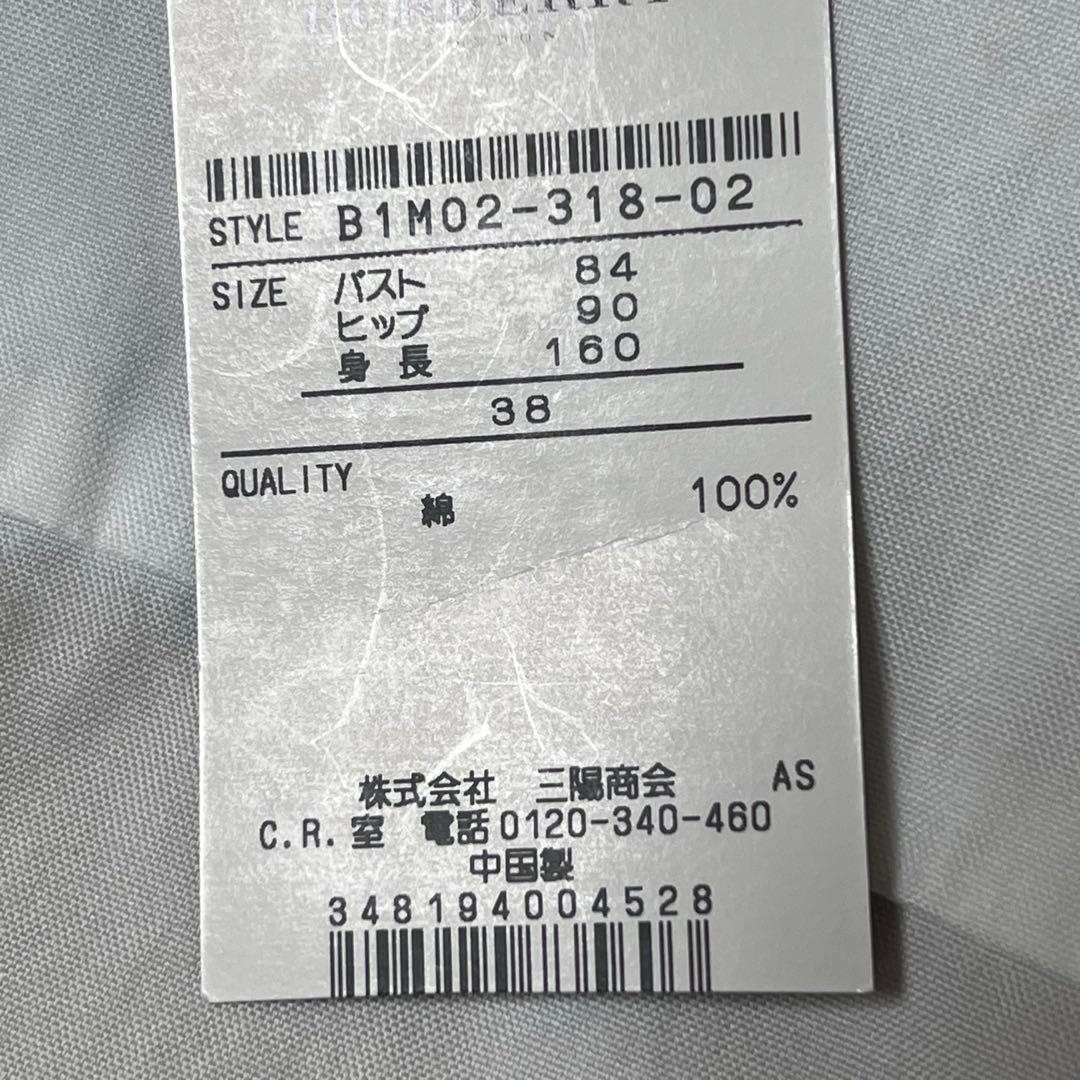 BURBERRY
STYLE B1M02-318-02
SIZE バスト 84
ヒップ 90
身長 160
38
QUALITY
綿 100%
株式会社 三陽商会 AS
C.R.室 電話0120-340-460
中国製
348194004528